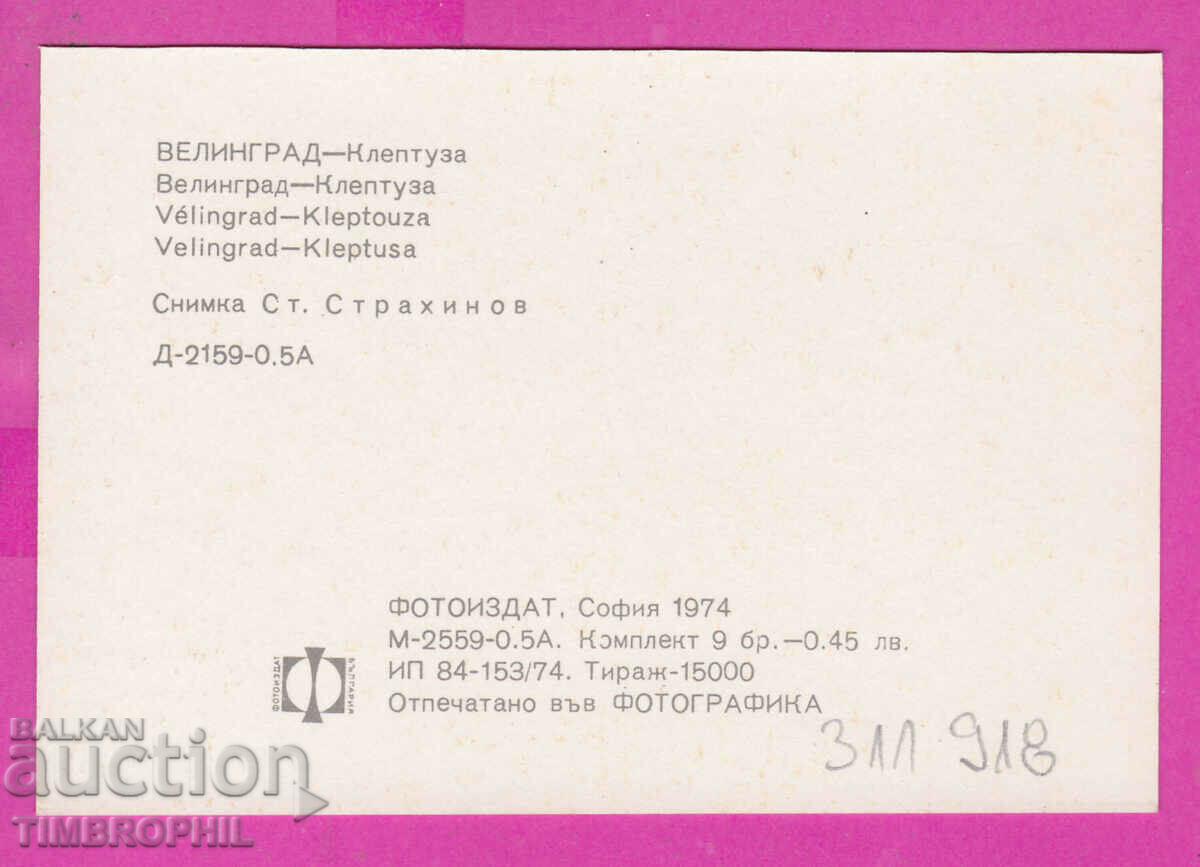 ВЕЛИНГРАД—Клептуза
Велинград—Клептуза
Vélingrad—Kleptouza
Velingrad—Kleptusa
Снимка Ст. Страхинов
Д-2159-0.5А
ФОТОИЗДАТ, София 1974
М-2559-0.5А. Комплект 9 бр.—0.45 лв.
ИП 84-153/74. Тираж-15000
Отпечатано във ФОТОГРАФИКА
ФОТОИЗДАТ
БЪЛГАРИЯ
311 918
BALKAN
auction
TIMBROPHIL